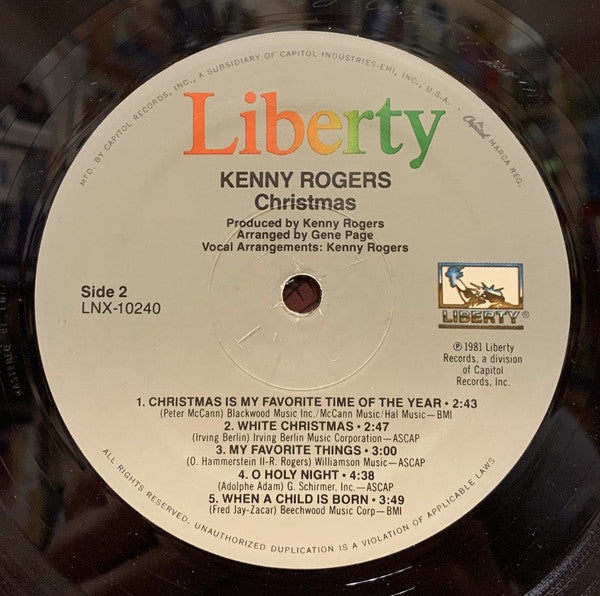 MFD. BY CAPITOL RECORDS, INC., A SUBSIDIARY OF CAPITOL INDUSTRIES-EMI, INC., U.S.A.
Capitol MARCA REG.
Liberty
KENNY ROGERS
Christmas
Produced by Kenny Rogers
Arranged by Gene Page
Vocal Arrangements: Kenny Rogers
Side 2
LNX-10240
LIBERTY®
℗ 1981 Liberty
Records, a division
of Capitol
Records, Inc.
1. CHRISTMAS IS MY FAVORITE TIME OF THE YEAR • 2:43
(Peter McCann) Blackwood Music Inc./McCann Music/Hal Music—BMI
2. WHITE CHRISTMAS • 2:47
(Irving Berlin) Irving Berlin Music Corporation—ASCAP
3. MY FAVORITE THINGS • 3:00
(O. Hammerstein II-R. Rogers) Williamson Music—ASCAP
4. O HOLY NIGHT • 4:38
(Adolphe Adam) G. Schirmer, Inc.—ASCAP
5. WHEN A CHILD IS BORN • 3:49
(Fred Jay-Zacar) Beechwood Music Corp—BMI
ALL RIGHTS RESERVED. UNAUTHORIZED DUPLICATION IS A VIOLATION OF APPLICABLE LAWS